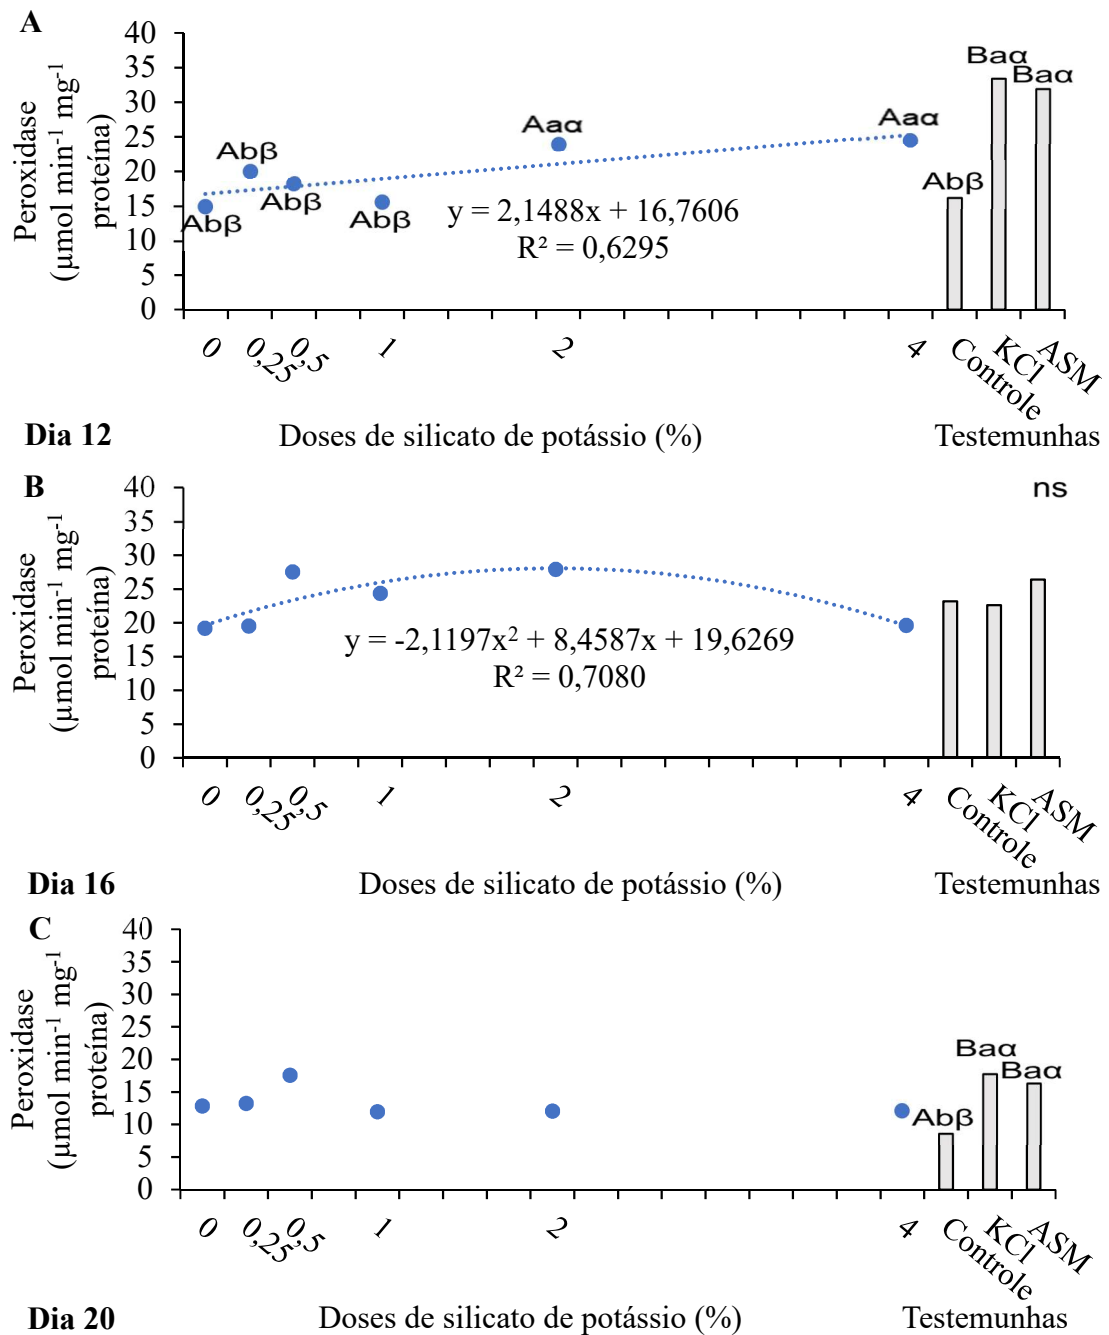 A
Peroxidase
(µmol min⁻¹ mg⁻¹
proteína)
40
35
30
25
20
15
10
5
0
Abβ
Abβ
Abβ
Abβ
Aaα
Aaα
Abβ
Baα
Baα
y = 2,1488x + 16,7606
R² = 0,6295
0 0,25 0,5 1 2 4 Controle KCl ASM
Dia 12 Doses de silicato de potássio (%) Testemunhas
B
Peroxidase
(µmol min⁻¹ mg⁻¹
proteína)
40
35
30
25
20
15
10
5
0
ns
y = -2,1197x² + 8,4587x + 19,6269
R² = 0,7080
0 0,25 0,5 1 2 4 Controle KCl ASM
Dia 16 Doses de silicato de potássio (%) Testemunhas
C
Peroxidase
(µmol min⁻¹ mg⁻¹
proteína)
40
35
30
25
20
15
10
5
0
Abβ
Baα
Baα
0 0,25 0,5 1 2 4 Controle KCl ASM
Dia 20 Doses de silicato de potássio (%) Testemunhas